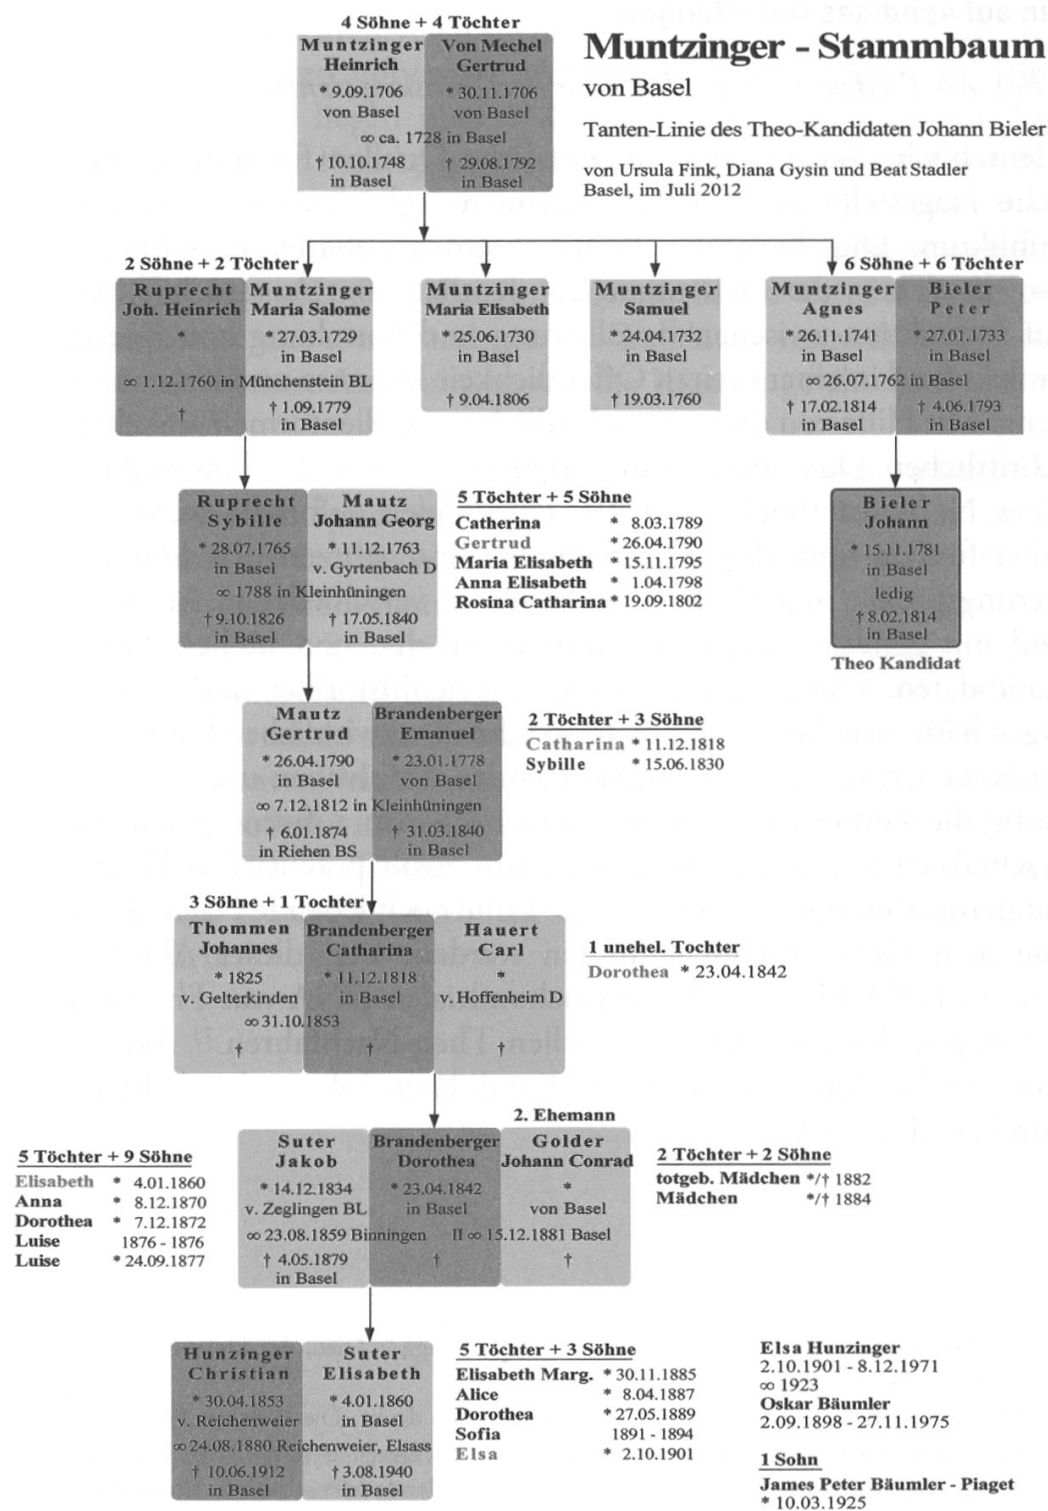 4 Söhne + 4 Töchter
Muntzinger
Heinrich
* 9.09.1706
von Basel
Von Mechel
Gertrud
* 30.11.1706
von Basel
∞ ca. 1728 in Basel
† 10.10.1748
in Basel
† 29.08.1792
in Basel
Muntzinger - Stammbaum
von Basel
Tanten-Linie des Theo-Kandidaten Johann Bieler
von Ursula Fink, Diana Gysin und Beat Stadler
Basel, im Juli 2012
2 Söhne + 2 Töchter
Ruprecht
Joh. Heinrich
*
Muntzinger
Maria Salome
* 27.03.1729
in Basel
∞ 1.12.1760 in Münchenstein BL
†
† 1.09.1779
in Basel
Muntzinger
Maria Elisabeth
* 25.06.1730
in Basel
† 9.04.1806
Muntzinger
Samuel
* 24.04.1732
in Basel
† 19.03.1760
6 Söhne + 6 Töchter
Muntzinger
Agnes
* 26.11.1741
in Basel
Bieler
Peter
* 27.01.1733
in Basel
∞ 26.07.1762 in Basel
† 17.02.1814
in Basel
† 4.06.1793
in Basel
Ruprecht
Sybille
* 28.07.1765
in Basel
Mautz
Johann Georg
* 11.12.1763
v. Gyrtenbach D
∞ 1788 in Kleinhüningen
† 9.10.1826
in Basel
† 17.05.1840
in Basel
5 Töchter + 5 Söhne
Catherina * 8.03.1789
Gertrud * 26.04.1790
Maria Elisabeth * 15.11.1795
Anna Elisabeth * 1.04.1798
Rosina Catharina * 19.09.1802
Bieler
Johann
* 15.11.1781
in Basel
ledig
† 8.02.1814
in Basel
Theo Kandidat
Mautz
Gertrud
* 26.04.1790
in Basel
Brandenberger
Emanuel
* 23.01.1778
von Basel
∞ 7.12.1812 in Kleinhüningen
† 6.01.1874
in Riehen BS
† 31.03.1840
in Basel
2 Töchter + 3 Söhne
Catharina * 11.12.1818
Sybille * 15.06.1830
3 Söhne + 1 Tochter
Thommen
Johannes
* 1825
v. Gelterkinden
Brandenberger
Catharina
* 11.12.1818
in Basel
Hauert
Carl
*
v. Hoffenheim D
∞ 31.10.1853
†
†
†
1 unehel. Tochter
Dorothea * 23.04.1842
2. Ehemann
5 Töchter + 9 Söhne
Elisabeth * 4.01.1860
Anna * 8.12.1870
Dorothea * 7.12.1872
Luise 1876 - 1876
Luise * 24.09.1877
Suter
Jakob
* 14.12.1834
v. Zeglingen BL
Brandenberger
Dorothea
* 23.04.1842
in Basel
Golder
Johann Conrad
*
von Basel
∞ 23.08.1859 Binningen
II ∞ 15.12.1881 Basel
† 4.05.1879
in Basel
†
†
2 Töchter + 2 Söhne
totgeb. Mädchen */† 1882
Mädchen */† 1884
Hunzinger
Christian
* 30.04.1853
v. Reichenweier
Suter
Elisabeth
* 4.01.1860
in Basel
∞ 24.08.1880 Reichenweier, Elsass
† 10.06.1912
in Basel
† 3.08.1940
in Basel
5 Töchter + 3 Söhne
Elisabeth Marg. * 30.11.1885
Alice * 8.04.1887
Dorothea * 27.05.1889
Sofia 1891 - 1894
Elsa * 2.10.1901
Elsa Hunzinger
2.10.1901 - 8.12.1971
∞ 1923
Oskar Bäumler
2.09.1898 - 27.11.1975
1 Sohn
James Peter Bäumler - Piaget
* 10.03.1925